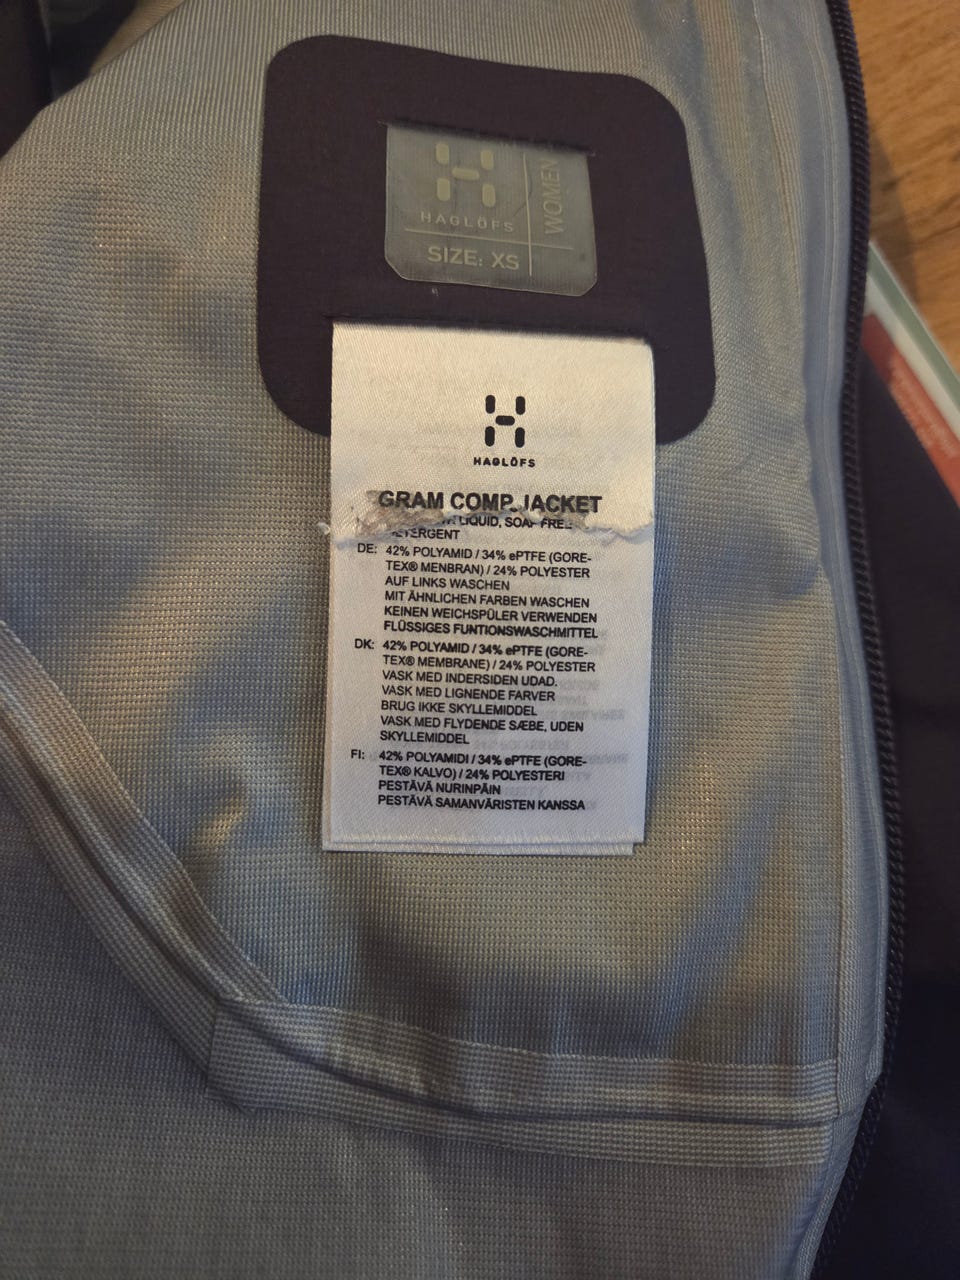 HAGLÖFS
WOMEN
SIZE: XS
HAGLÖFS
GRAM COMP JACKET
LIQUID, SOAP FREE
DETERGENT
DE: 42% POLYAMID / 34% ePTFE (GORE-
TEX® MENBRAN) / 24% POLYESTER
AUF LINKS WASCHEN
MIT ÄHNLICHEN FARBEN WASCHEN
KEINEN WEICHSPÜLER VERWENDEN
FLÜSSIGES FUNTIONSWASCHMITTEL
DK: 42% POLYAMID / 34% ePTFE (GORE-
TEX® MEMBRANE) / 24% POLYESTER
VASK MED INDERSIDEN UDAD.
VASK MED LIGNENDE FARVER
BRUG IKKE SKYLLEMIDDEL
VASK MED FLYDENDE SÆBE, UDEN
SKYLLEMIDDEL
FI: 42% POLYAMIDI / 34% ePTFE (GORE-
TEX® KALVO) / 24% POLYESTERI
PESTÄVÄ NURINPÄIN
PESTÄVÄ SAMANVÄRISTEN KANSSA